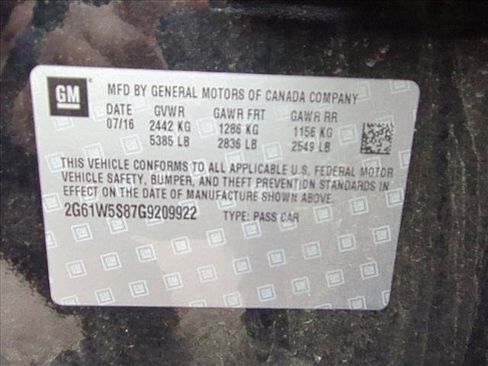 GM MFD BY GENERAL MOTORS OF CANADA COMPANY
DATE GVWR GAWR FRT GAWR RR
07/16 2442 KG 1286 KG 1156 KG
5385 LB 2836 LB 2549 LB
THIS VEHICLE CONFORMS TO ALL APPLICABLE U.S. FEDERAL MOTOR
VEHICLE SAFETY, BUMPER, AND THEFT PREVENTION STANDARDS IN
EFFECT ON THE DATE OF MANUFACTURE SHOWN ABOVE.
2G61W5S87G9209922 TYPE: PASS CAR